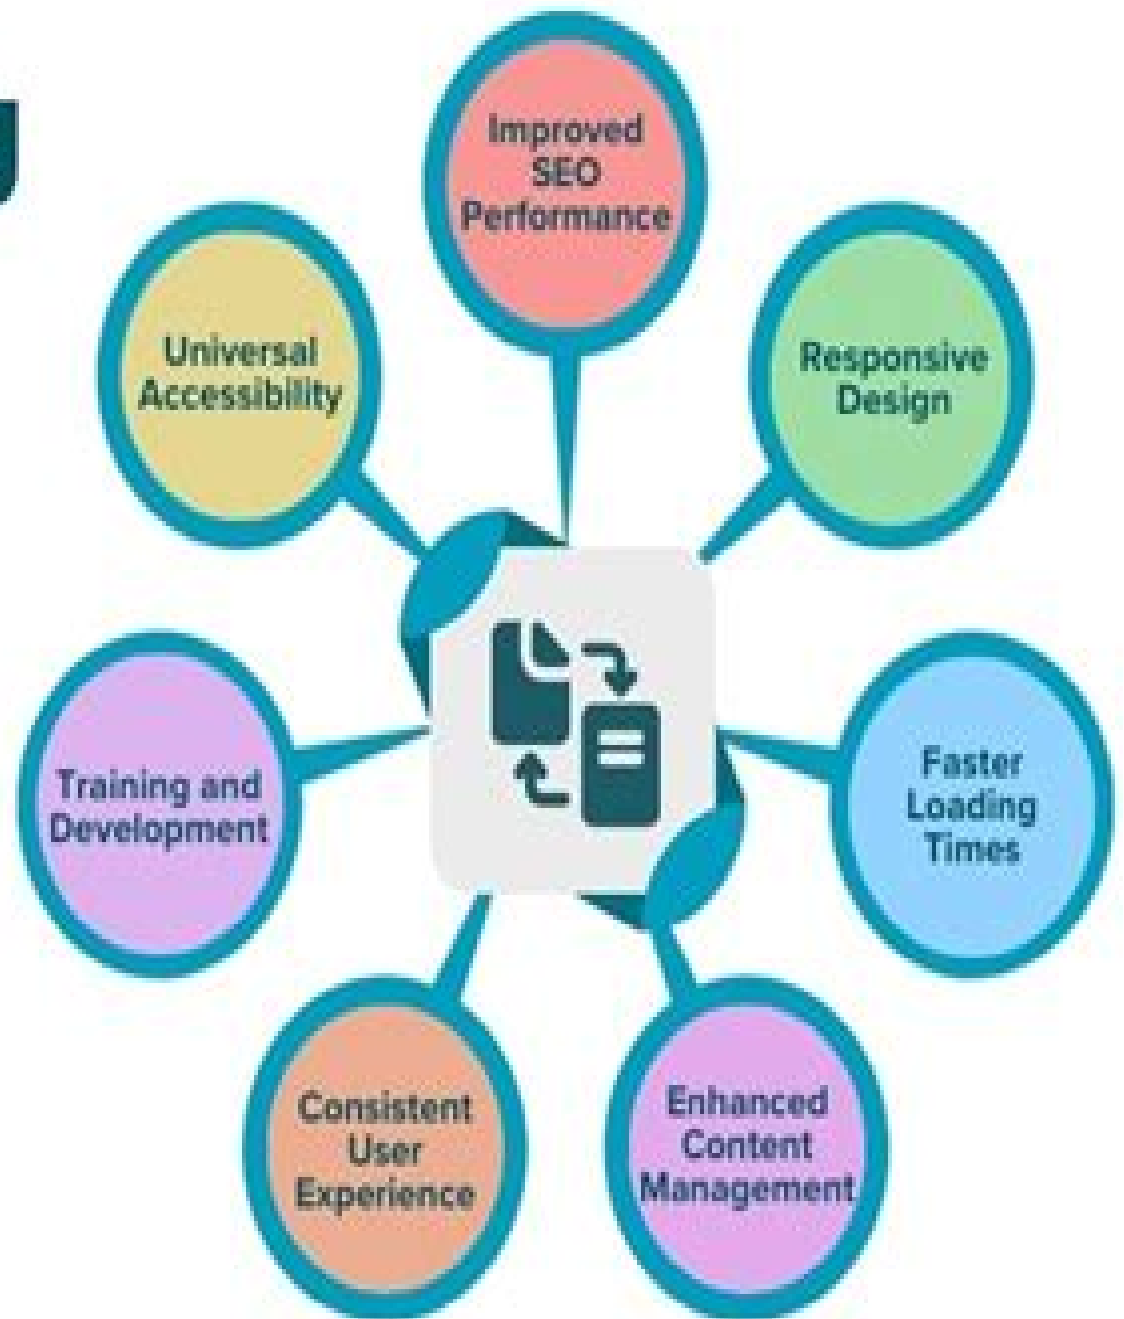 Improved
SEO
Performance
Universal
Accessibility
Responsive
Design
Training and
Development
Faster
Loading
Times
Consistent
User
Experience
Enhanced
Content
Management